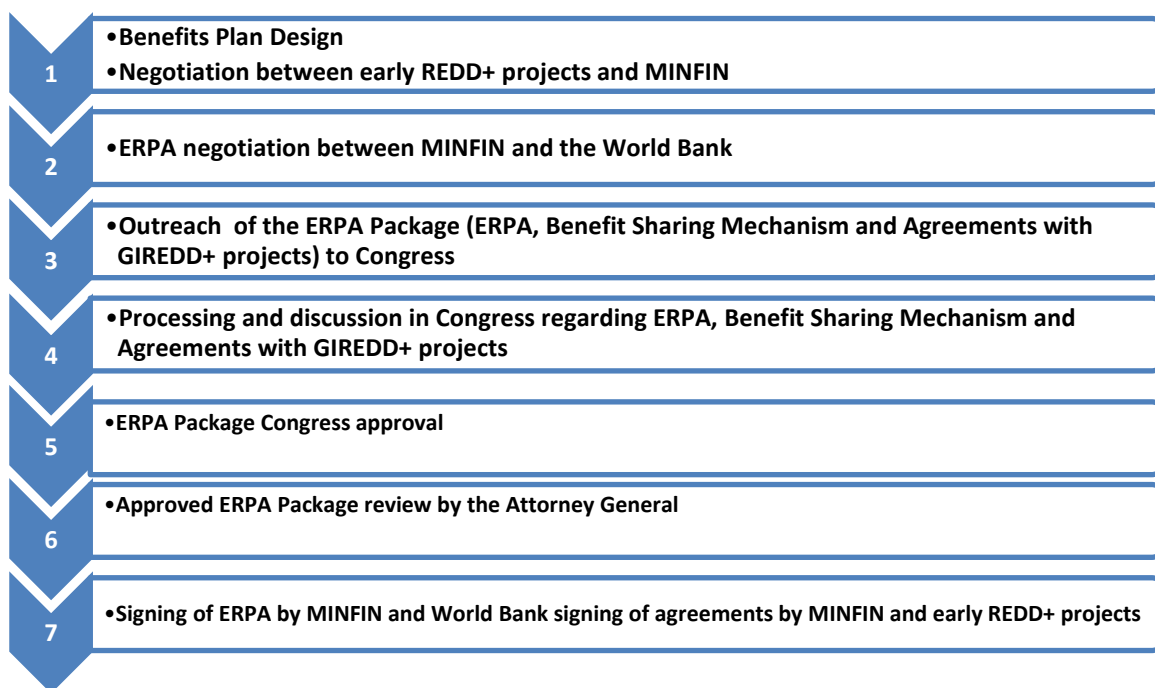 1
•Benefits Plan Design
•Negotiation between early REDD+ projects and MINFIN
2
•ERPA negotiation between MINFIN and the World Bank
3
•Outreach of the ERPA Package (ERPA, Benefit Sharing Mechanism and Agreements with
GIREDD+ projects) to Congress
4
•Processing and discussion in Congress regarding ERPA, Benefit Sharing Mechanism and
Agreements with GIREDD+ projects
5
•ERPA Package Congress approval
6
•Approved ERPA Package review by the Attorney General
7
•Signing of ERPA by MINFIN and World Bank signing of agreements by MINFIN and early REDD+ projects